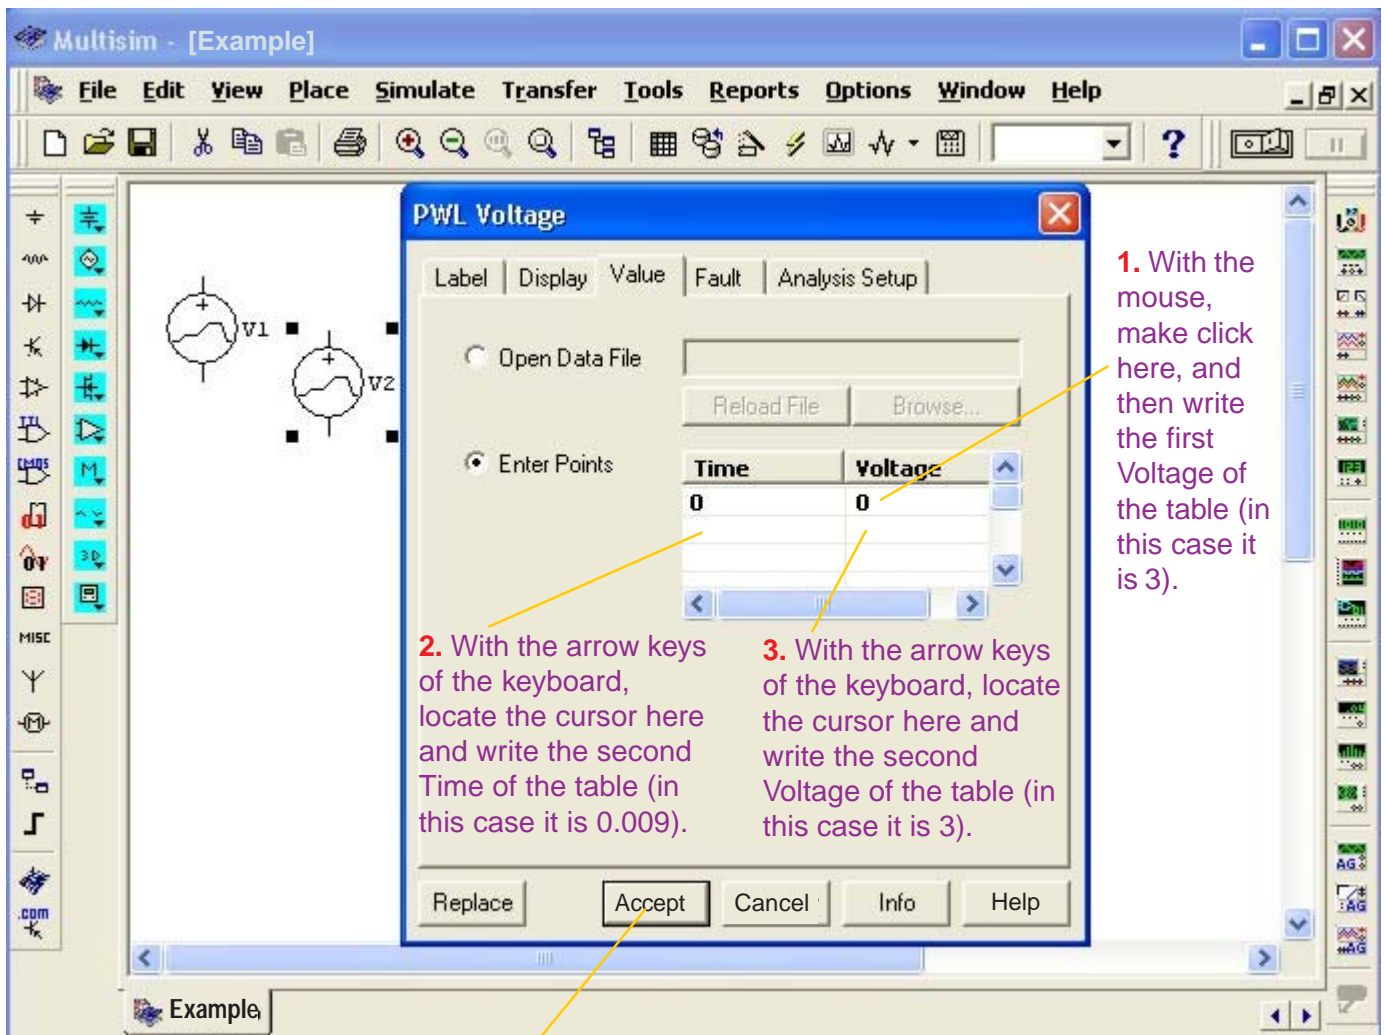 Multisim - [Example]
File Edit View Place Simulate Transfer Tools Reports Options Window Help
PWL Voltage
Label Display Value Fault Analysis Setup
V1
V2
Open Data File
Reload File Browse...
Enter Points
Time Voltage
0 0
1. With the
mouse,
make click
here, and
then write
the first
Voltage of
the table (in
this case it
is 3).
2. With the arrow keys
of the keyboard,
locate the cursor here
and write the second
Time of the table (in
this case it is 0.009).
3. With the arrow keys
of the keyboard, locate
the cursor here and
write the second
Voltage of the table (in
this case it is 3).
Replace Accept Cancel Info Help
TTL
CMOS
MISC
M
M
3D
.com
AG
AG
AG
Example